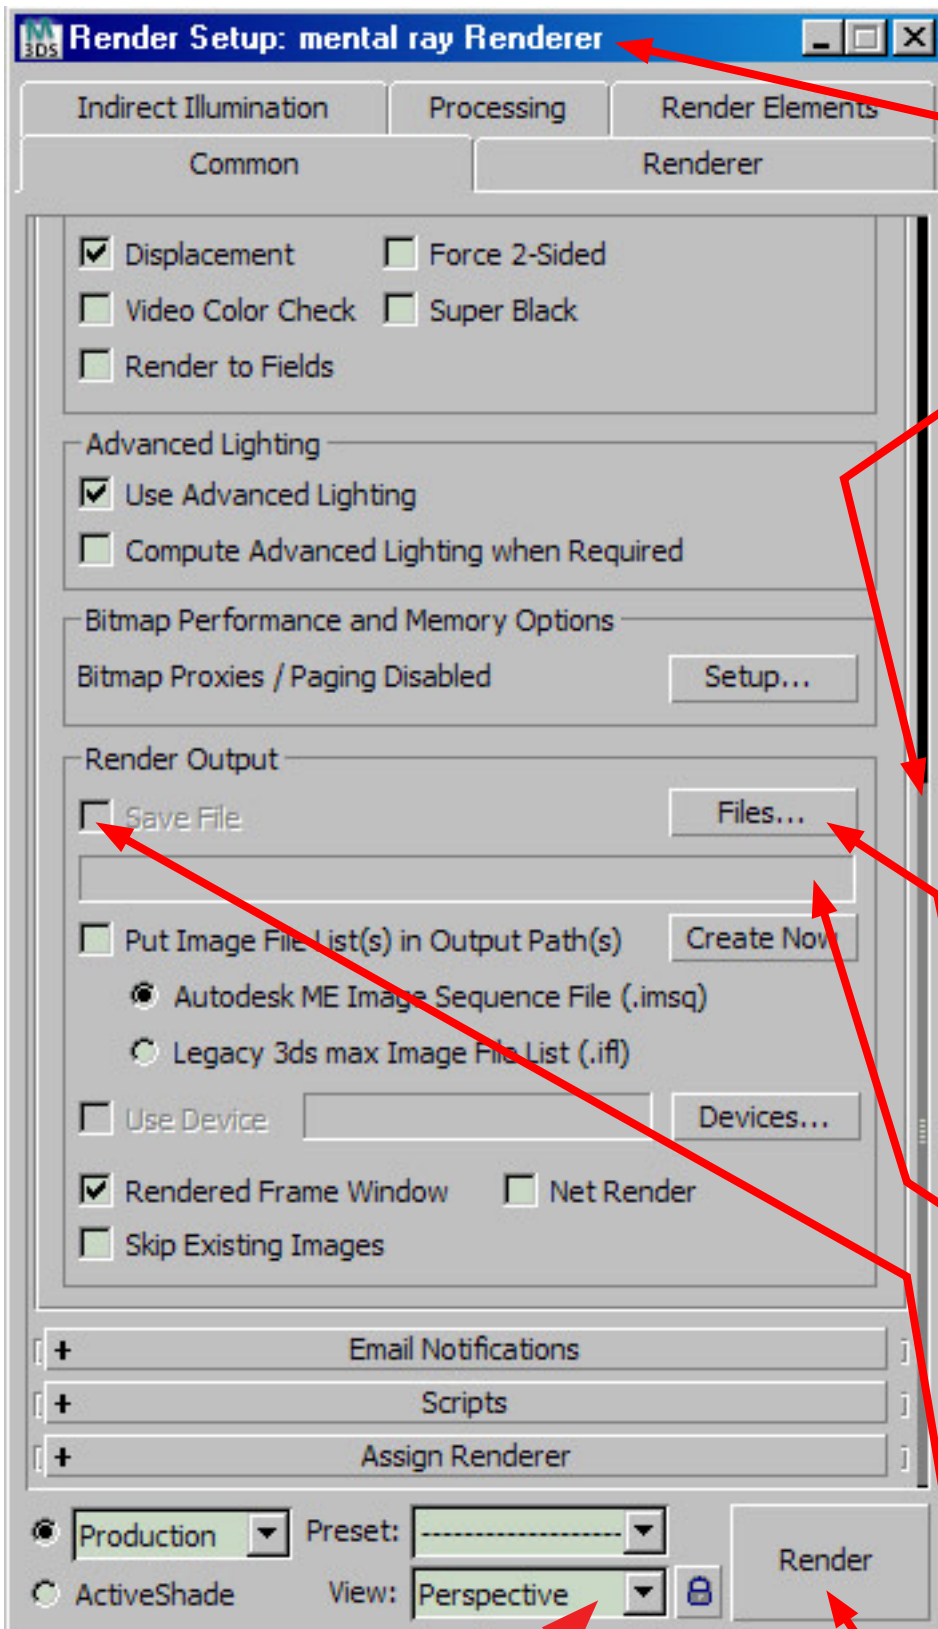 Render Setup: mental ray Renderer
3DS
Indirect Illumination Processing Render Elements
Common Renderer
Displacement Force 2-Sided
Video Color Check Super Black
Render to Fields
Advanced Lighting
Use Advanced Lighting
Compute Advanced Lighting when Required
Bitmap Performance and Memory Options
Bitmap Proxies / Paging Disabled Setup...
Render Output
Save File Files...
Put Image File List(s) in Output Path(s) Create Now
Autodesk ME Image Sequence File (.imsq)
Legacy 3ds max Image File List (.ifl)
Use Device Devices...
Rendered Frame Window Net Render
Skip Existing Images
+ Email Notifications
+ Scripts
+ Assign Renderer
Production Preset: ------------------- Render
ActiveShade View: Perspective